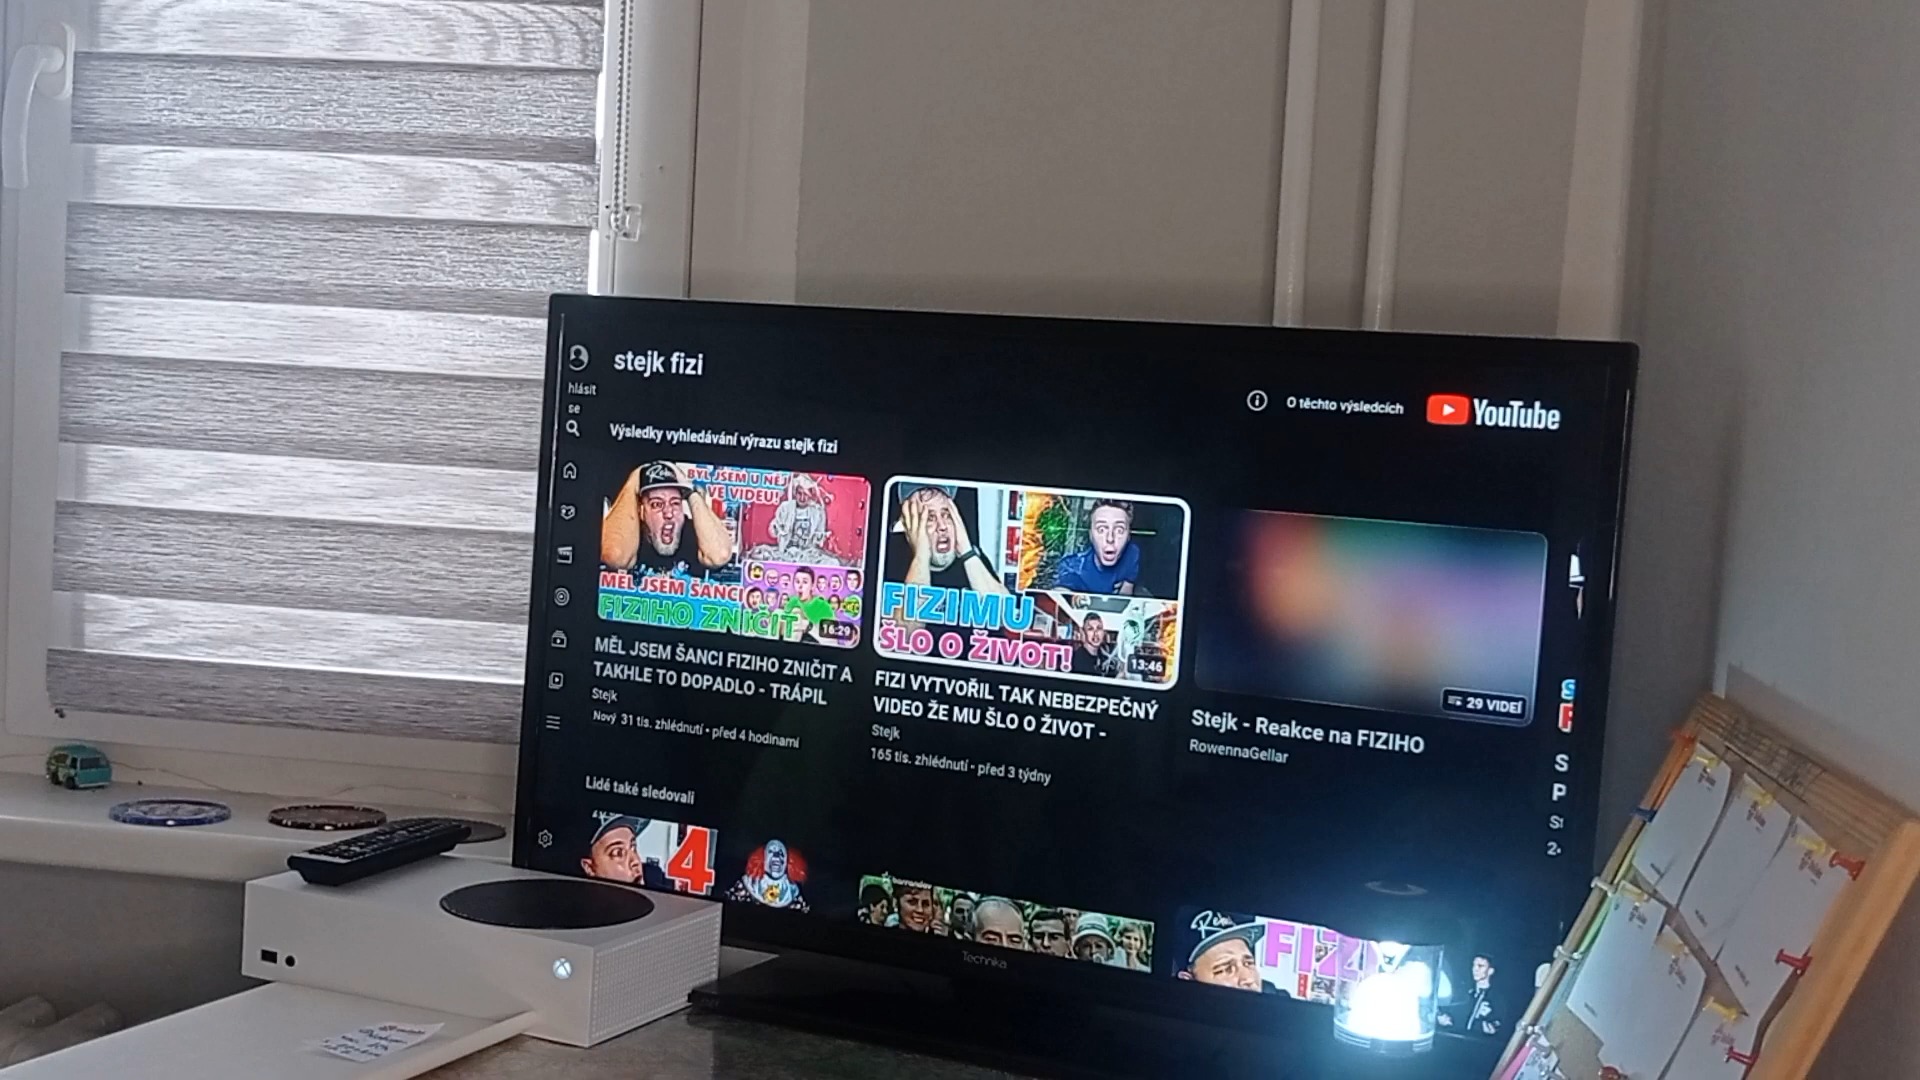 stejk fizi
hlásit
se
O těchto výsledcích
YouTube
Výsledky vyhledávání výrazu stejk fizi
BYL JSEM U NĚJ
VE VIDEU!
MĚL JSEM ŠANCI
FIZIHO ZNIČIT
16:29
FIZIMU
ŠLO O ŽIVOT!
13:46
29 VIDEÍ
MĚL JSEM ŠANCI FIZIHO ZNIČIT A
TAKHLE TO DOPADLO - TRÁPIL
Stejk
Nový 31 tis. zhlédnutí • před 4 hodinami
FIZI VYTVOŘIL TAK NEBEZPEČNÝ
VIDEO ŽE MU ŠLO O ŽIVOT -
Stejk
165 tis. zhlédnutí • před 3 týdny
Stejk - Reakce na FIZIHO
RowennaGellar
S
P
Lidé také sledovali
4
barrandov
FIZI
Technika